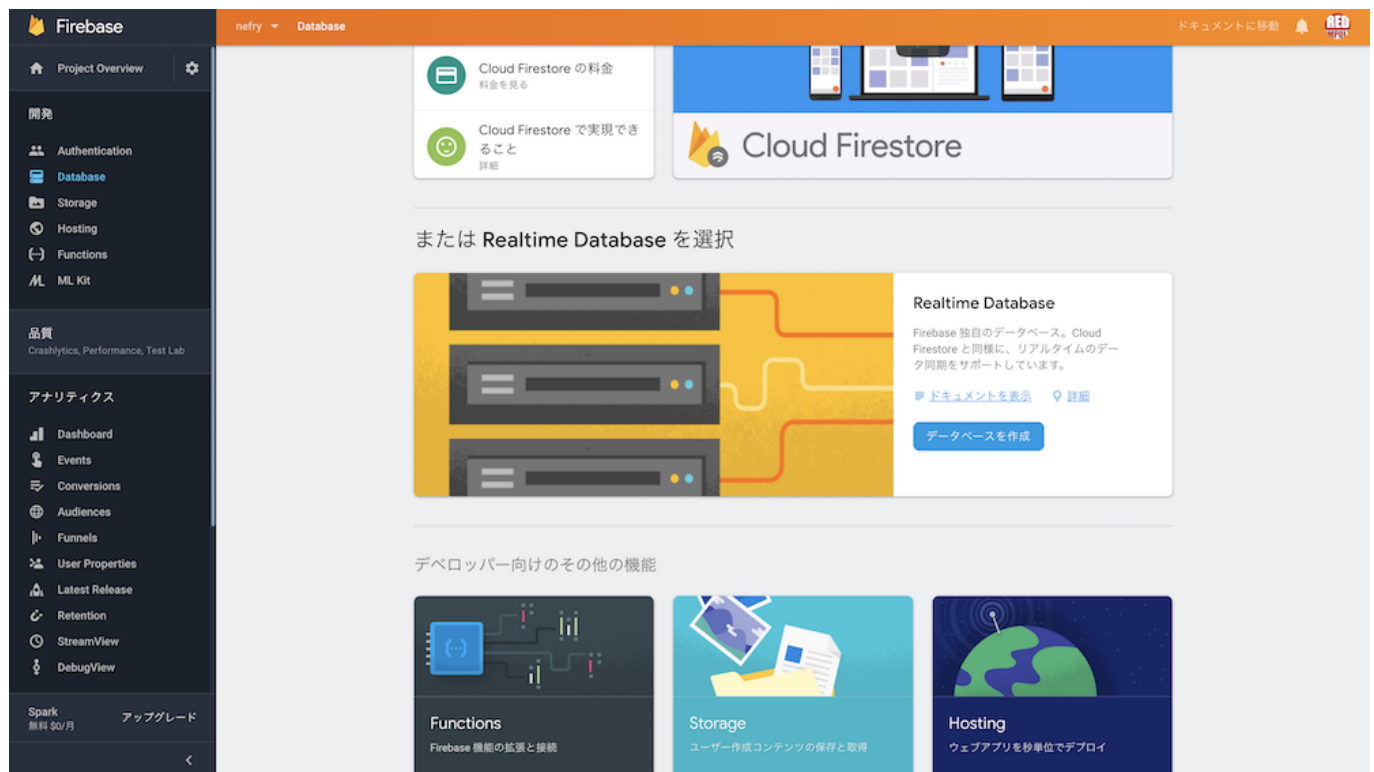 Firebase
nefry
Database
ドキュメントに移動
RED
Project Overview
開発
Authentication
Database
Storage
Hosting
Functions
ML Kit
品質
Crashlytics, Performance, Test Lab
アナリティクス
Dashboard
Events
Conversions
Audiences
Funnels
User Properties
Latest Release
Retention
StreamView
DebugView
Spark
無料 $0/月
アップグレード
Cloud Firestore の料金
料金を見る
Cloud Firestore で実現でき
ること
詳細
Cloud Firestore
または Realtime Database を選択
Realtime Database
Firebase 独自のデータベース。Cloud
Firestore と同様に、リアルタイムのデー
タ同期をサポートしています。
ドキュメントを表示
詳細
データベースを作成
デベロッパー向けのその他の機能
Functions
Firebase 機能の拡張と接続
Storage
ユーザー作成コンテンツの保存と取得
Hosting
ウェブアプリを秒単位でデプロイ